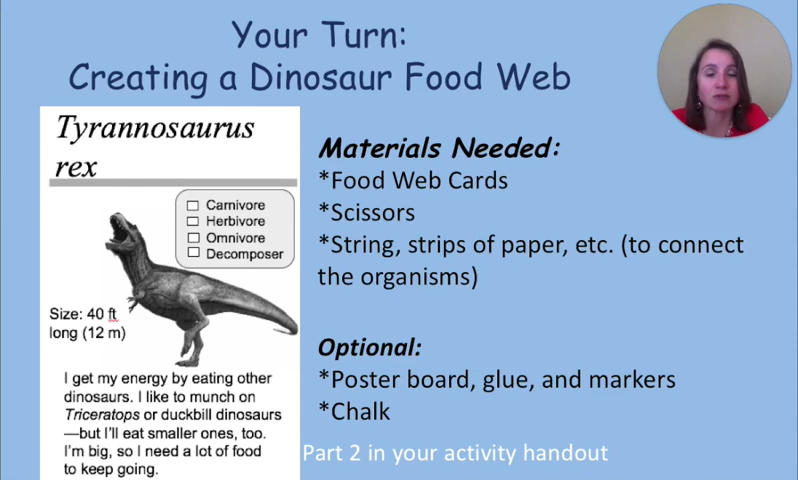 Your Turn:
Creating a Dinosaur Food Web
Tyrannosaurus
rex
Carnivore
Herbivore
Omnivore
Decomposer
Size: 40 ft
long (12 m)
I get my energy by eating other
dinosaurs. I like to munch on
Triceratops or duckbill dinosaurs
—but I'll eat smaller ones, too.
I'm big, so I need a lot of food
to keep going.
Materials Needed:
*Food Web Cards
*Scissors
*String, strips of paper, etc. (to connect
the organisms)
Optional:
*Poster board, glue, and markers
*Chalk
Part 2 in your activity handout